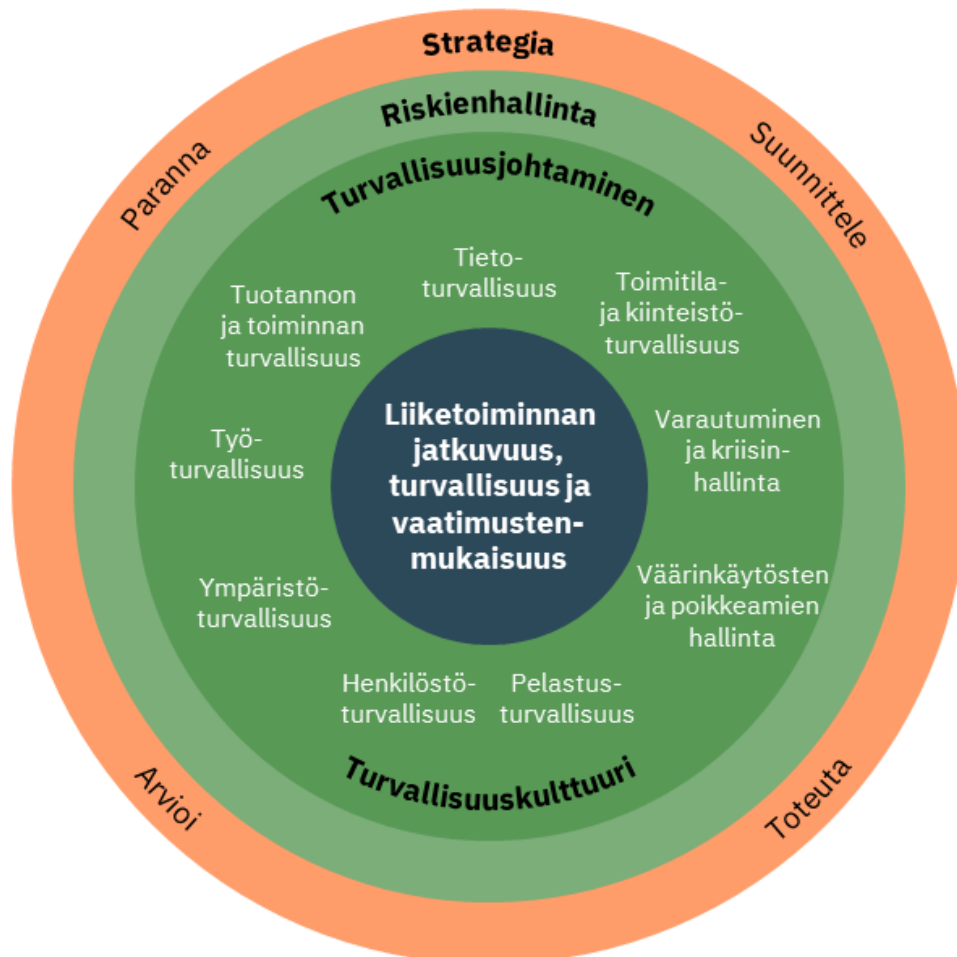 Strategia
Riskienhallinta
Turvallisuusjohtaminen
Paranna
Suunnittele
Tieto-
turvallisuus
Toimitila-
ja kiinteistö-
turvallisuus
Tuotannon
ja toiminnan
turvallisuus
Liiketoiminnan
jatkuvuus,
turvallisuus ja
vaatimusten-
mukaisuus
Varautuminen
ja kriisin-
hallinta
Työ-
turvallisuus
Väärinkäytösten
ja poikkeamien
hallinta
Ympäristö-
turvallisuus
Henkilöstö-
turvallisuus
Pelastus-
turvallisuus
Turvallisuuskulttuuri
Arvioi
Toteuta